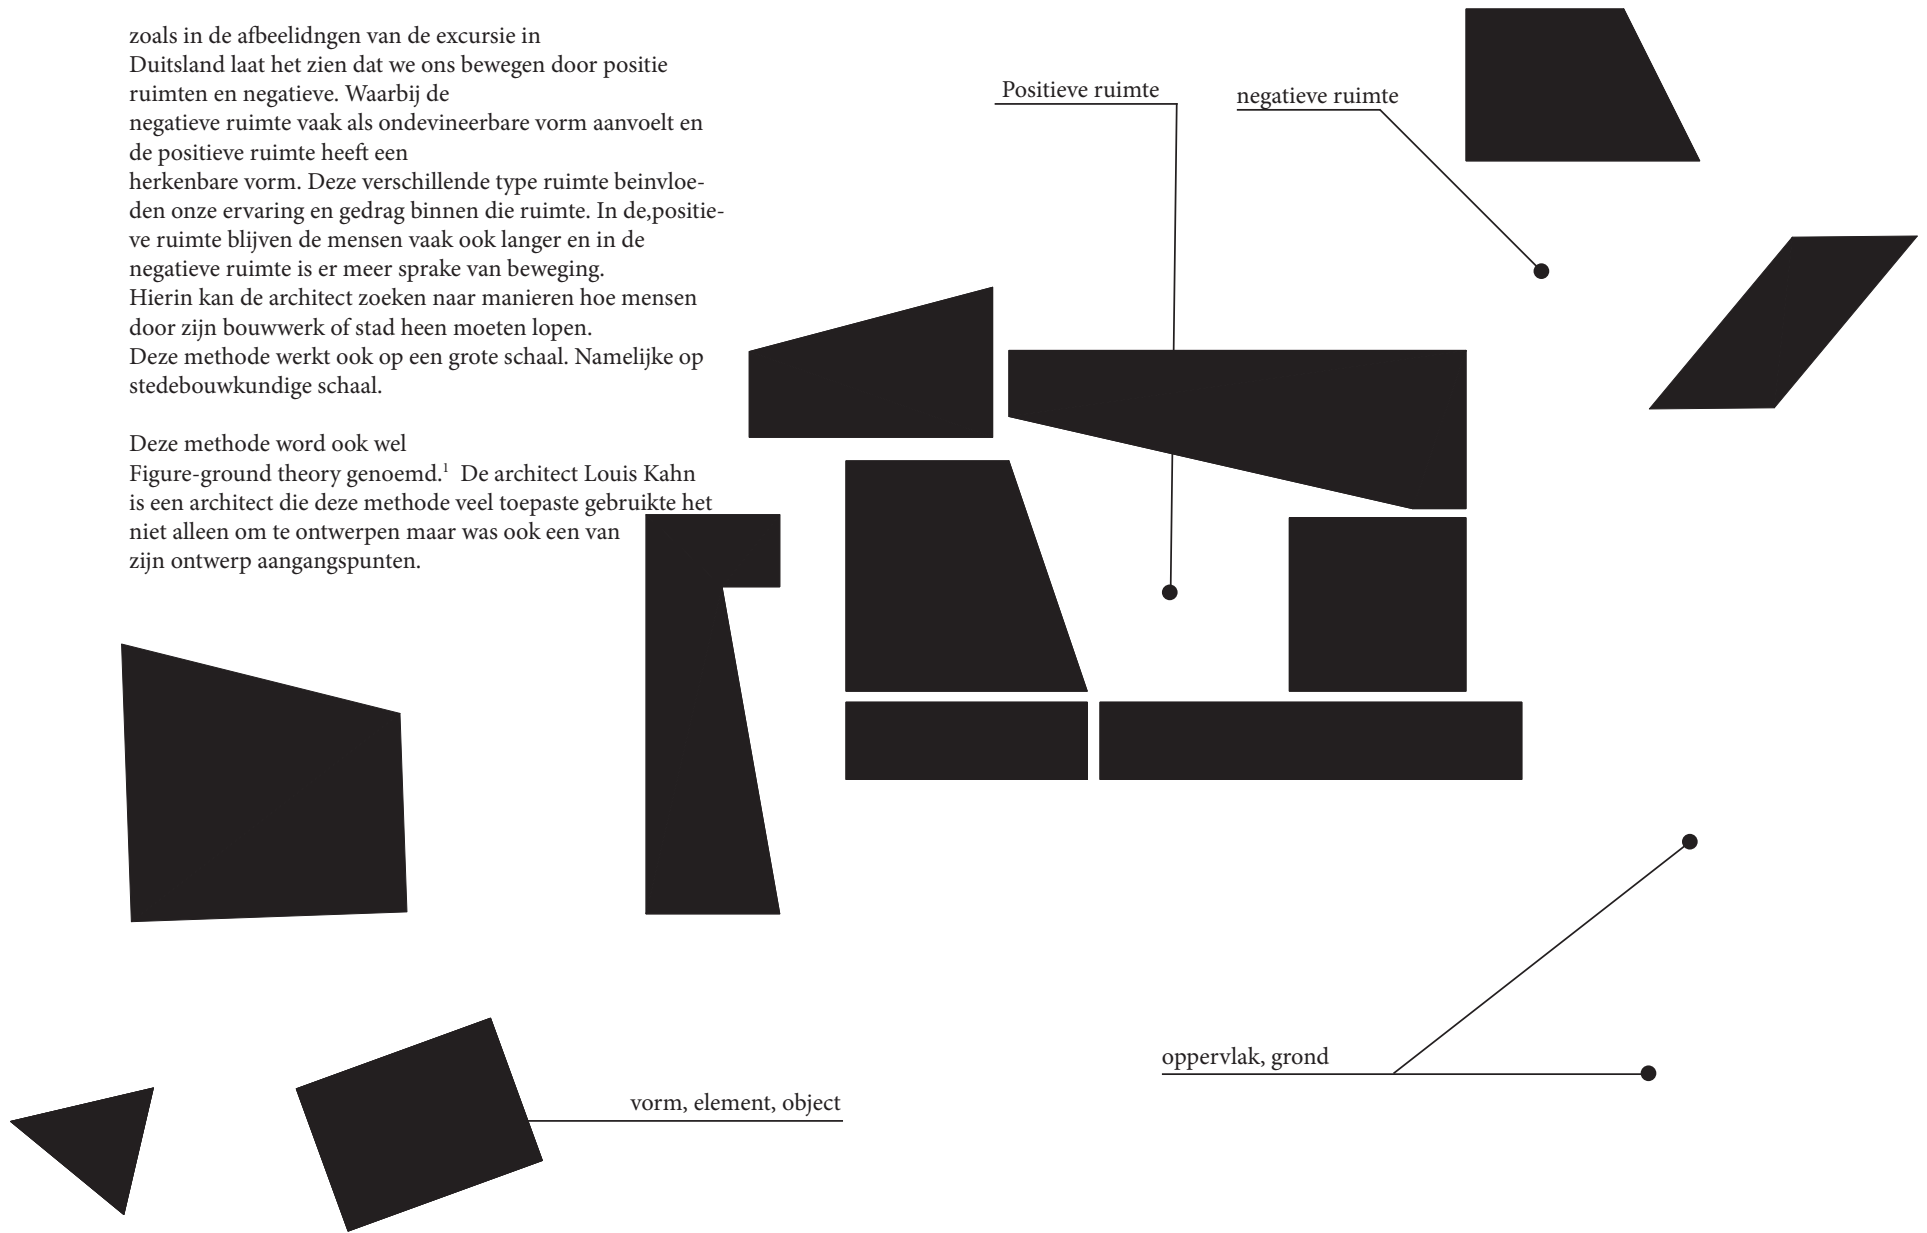 zoals in de afbeelidngen van de excursie in
Duitsland laat het zien dat we ons bewegen door positie
ruimten en negatieve. Waarbij de
negatieve ruimte vaak als ondevineerbare vorm aanvoelt en
de positieve ruimte heeft een
herkenbare vorm. Deze verschillende type ruimte beinvloe-
den onze ervaring en gedrag binnen die ruimte. In de,positie-
ve ruimte blijven de mensen vaak ook langer en in de
negatieve ruimte is er meer sprake van beweging.
Hierin kan de architect zoeken naar manieren hoe mensen
door zijn bouwwerk of stad heen moeten lopen.
Deze methode werkt ook op een grote schaal. Namelijke op
stedebouwkundige schaal.
Deze methode word ook wel
Figure-ground theory genoemd.¹ De architect Louis Kahn
is een architect die deze methode veel toepaste gebruikte het
niet alleen om te ontwerpen maar was ook een van
zijn ontwerp aangangspunten.
Positieve ruimte
negatieve ruimte
oppervlak, grond
vorm, element, object